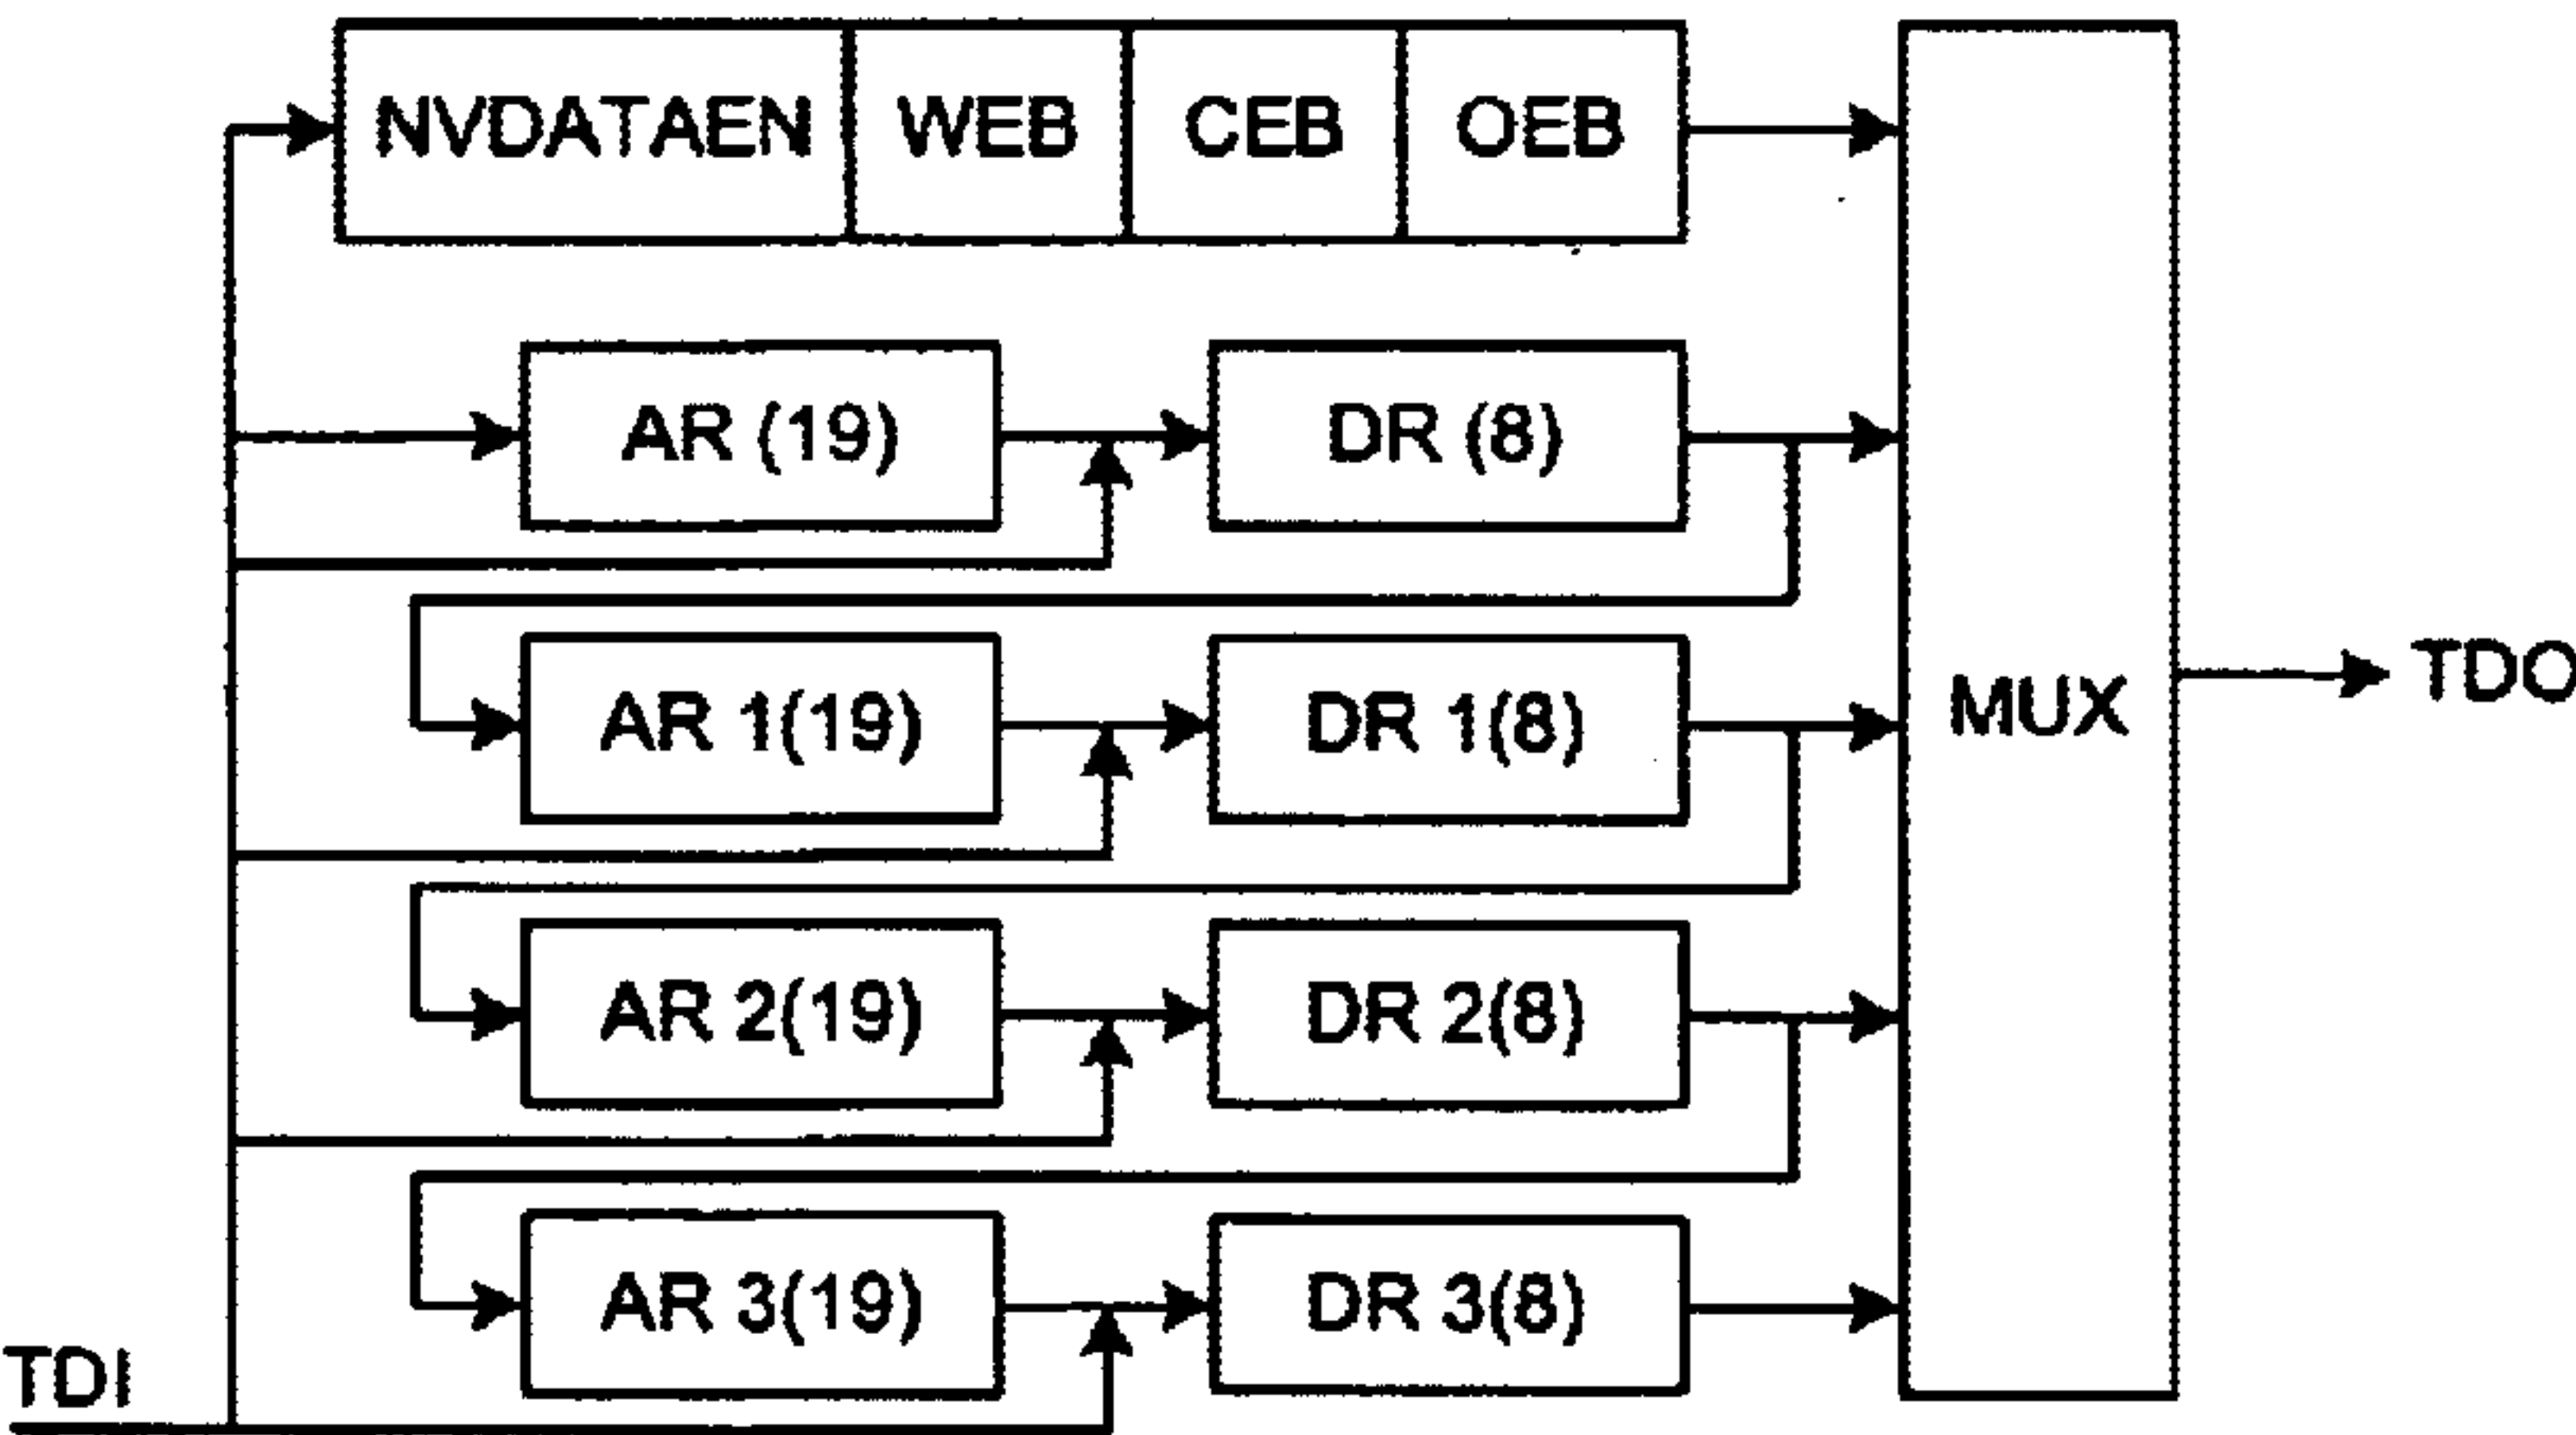 NVDATAEN WEB CEB OEB
AR (19) DR (8)
AR 1(19) DR 1(8)
MUX
TDO
AR 2(19) DR 2(8)
AR 3(19) DR 3(8)
TDI